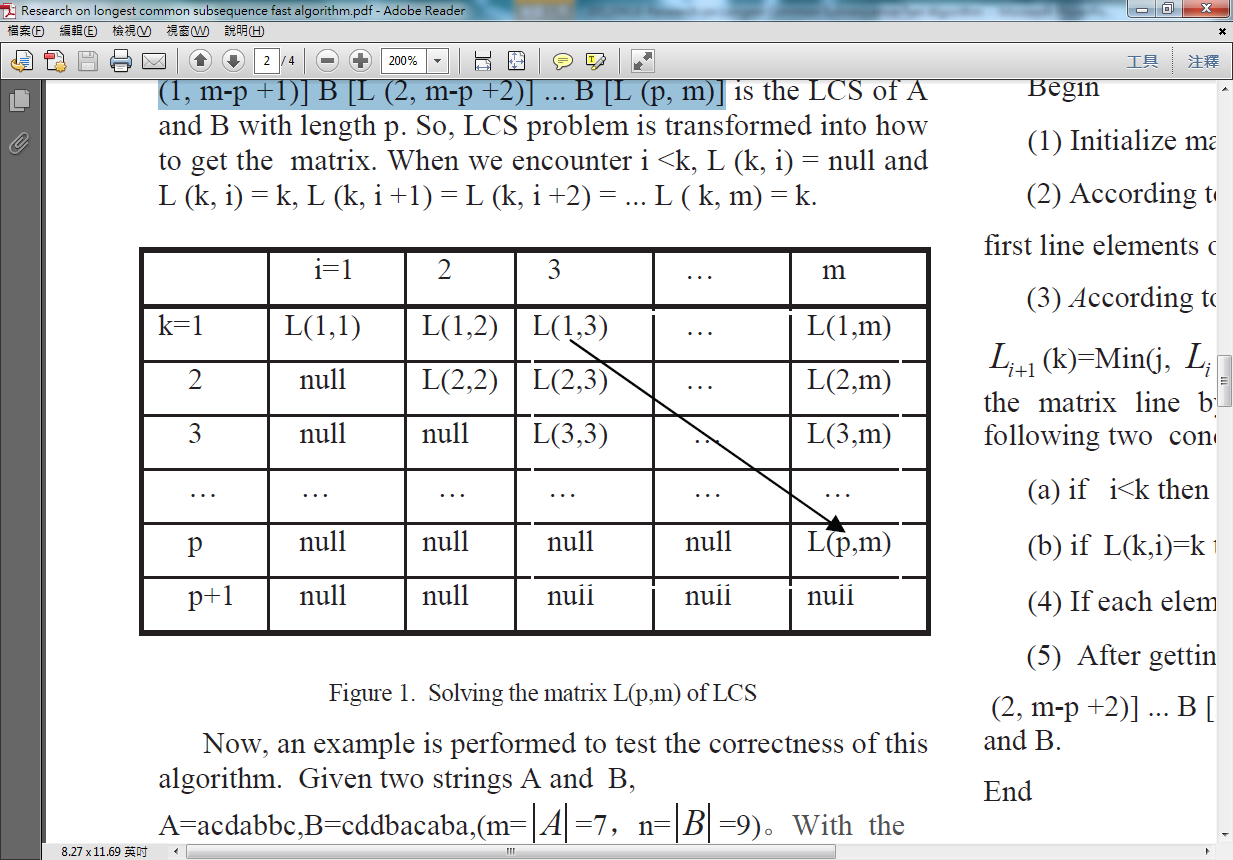 Research on longest common subsequence fast algorithm.pdf - Adobe Reader
檔案(F) 編輯(E) 檢視(V) 視窗(W) 說明(H)
2 / 4 200% 工具 註釋
(1, m-p +1)] B [L (2, m-p +2)] ... B [L (p, m)] is the LCS of A
and B with length p. So, LCS problem is transformed into how
to get the matrix. When we encounter i <k, L (k, i) = null and
L (k, i) = k, L (k, i +1) = L (k, i +2) = ... L ( k, m) = k.
i=1 2 3 … m
k=1 L(1,1) L(1,2) L(1,3) … L(1,m)
2 null L(2,2) L(2,3) … L(2,m)
3 null null L(3,3) … L(3,m)
… … … … … …
p null null null null L(p,m)
p+1 null null null null null
Figure 1. Solving the matrix L(p,m) of LCS
Now, an example is performed to test the correctness of this
algorithm. Given two strings A and B,
A=acdabbc,B=cddbacaba,(m=|A|=7，n=|B|=9)。With the
Begin
(1) Initialize ma
(2) According to
first line elements o
(3) According to
L i+1 (k)=Min(j, L i
the matrix line by
following two cond
(a) if i<k then
(b) if L(k,i)=k t
(4) If each elem
(5) After gettin
(2, m-p +2)] ... B [
and B.
End
8.27 x 11.69 英吋